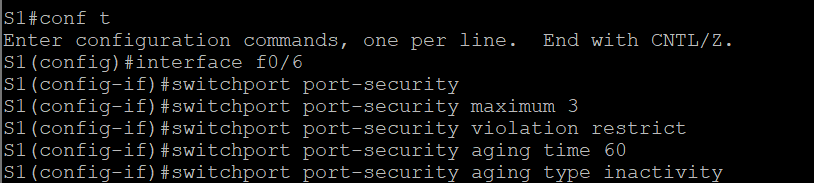 S1#conf t
Enter configuration commands, one per line.  End with CNTL/Z.
S1(config)#interface f0/6
S1(config-if)#switchport port-security
S1(config-if)#switchport port-security maximum 3
S1(config-if)#switchport port-security violation restrict
S1(config-if)#switchport port-security aging time 60
S1(config-if)#switchport port-security aging type inactivity